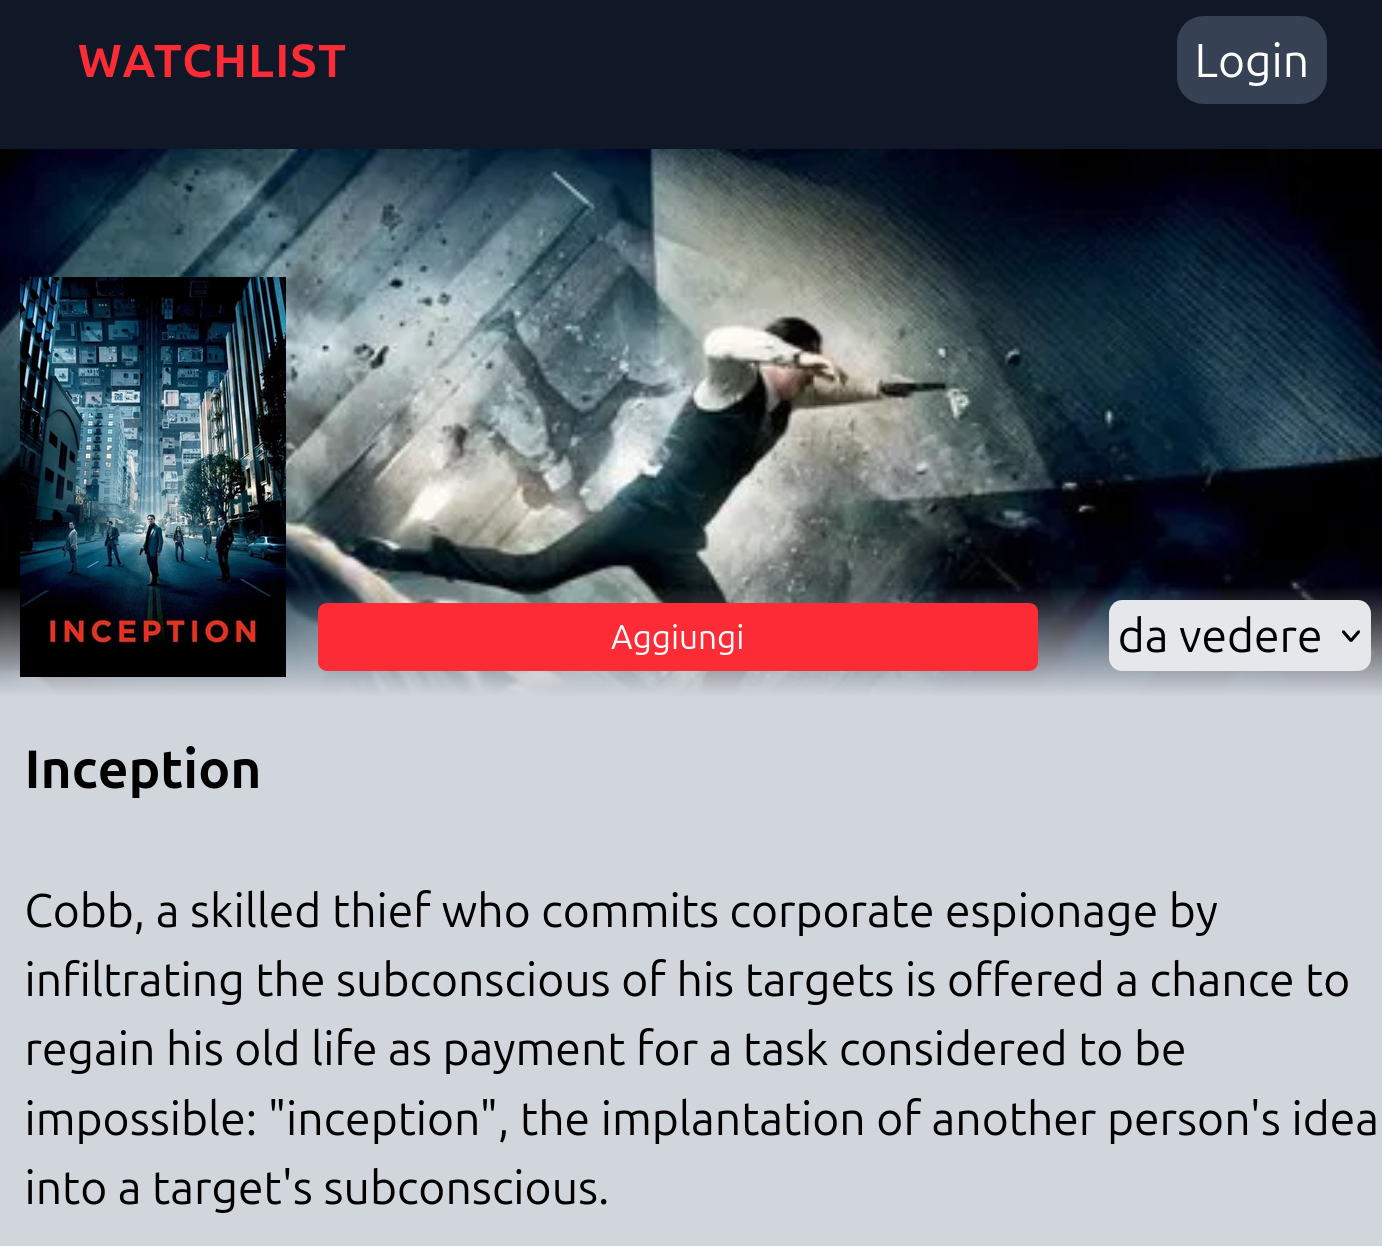 WATCHLIST
Login
INCEPTION
Aggiungi
da vedere
Inception
Cobb, a skilled thief who commits corporate espionage by
infiltrating the subconscious of his targets is offered a chance to
regain his old life as payment for a task considered to be
impossible: "inception", the implantation of another person's idea
into a target's subconscious.